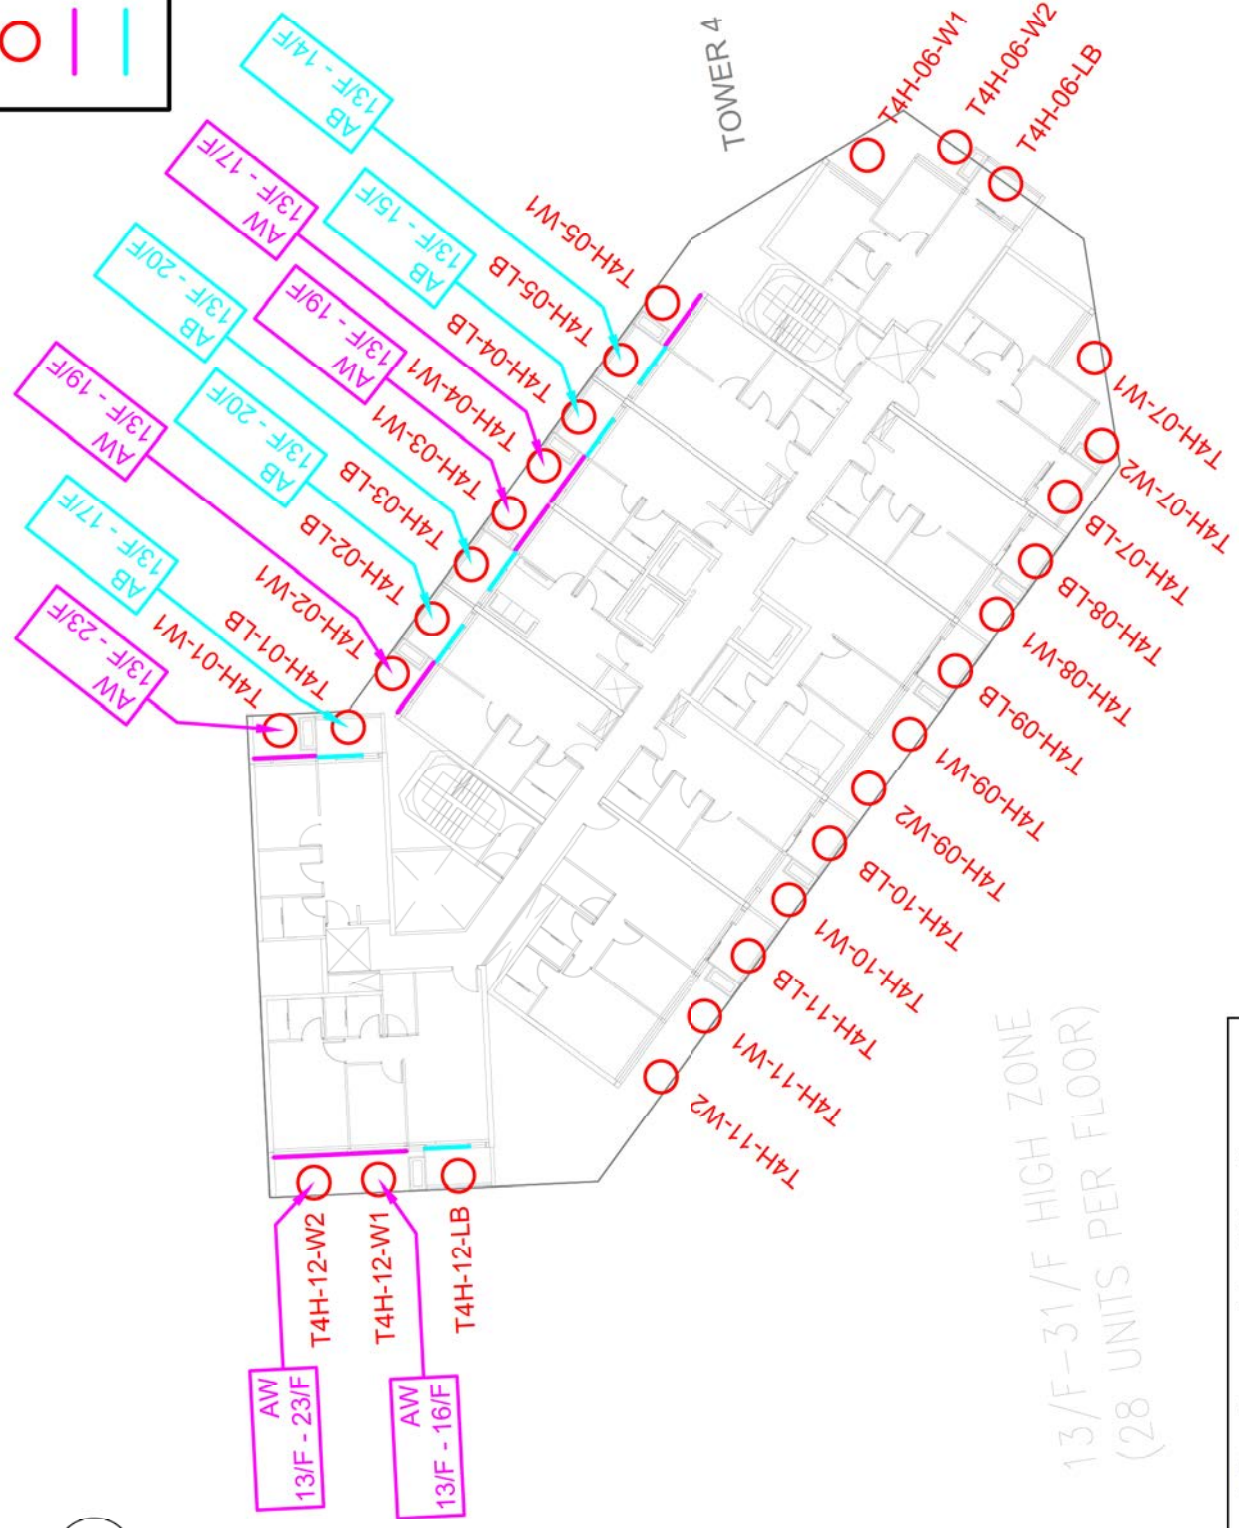 TOWER 4
AB
13/F - 14/F
AW
13/F - 17/F
AB
13/F - 15/F
AB
13/F - 20/F
AW
13/F - 19/F
AW
13/F - 19/F
AB
13/F - 20/F
AB
13/F - 17/F
AW
13/F - 23/F
T4H-01-W1
T4H-01-LB
T4H-02-W1
T4H-02-LB
T4H-03-LB
T4H-03-W1
T4H-04-W1
T4H-04-LB
T4H-05-LB
T4H-05-W1
T4H-06-W1
T4H-06-W2
T4H-06-LB
T4H-07-W1
T4H-07-W2
T4H-07-LB
T4H-08-LB
T4H-08-W1
T4H-09-LB
T4H-09-W1
T4H-09-W2
T4H-10-LB
T4H-10-W1
T4H-11-LB
T4H-11-W1
T4H-11-W2
T4H-12-W2
T4H-12-W1
T4H-12-LB
AW
13/F - 23/F
AW
13/F - 16/F
13/F-31/F HIGH ZONE
(28 UNITS PER FLOOR)